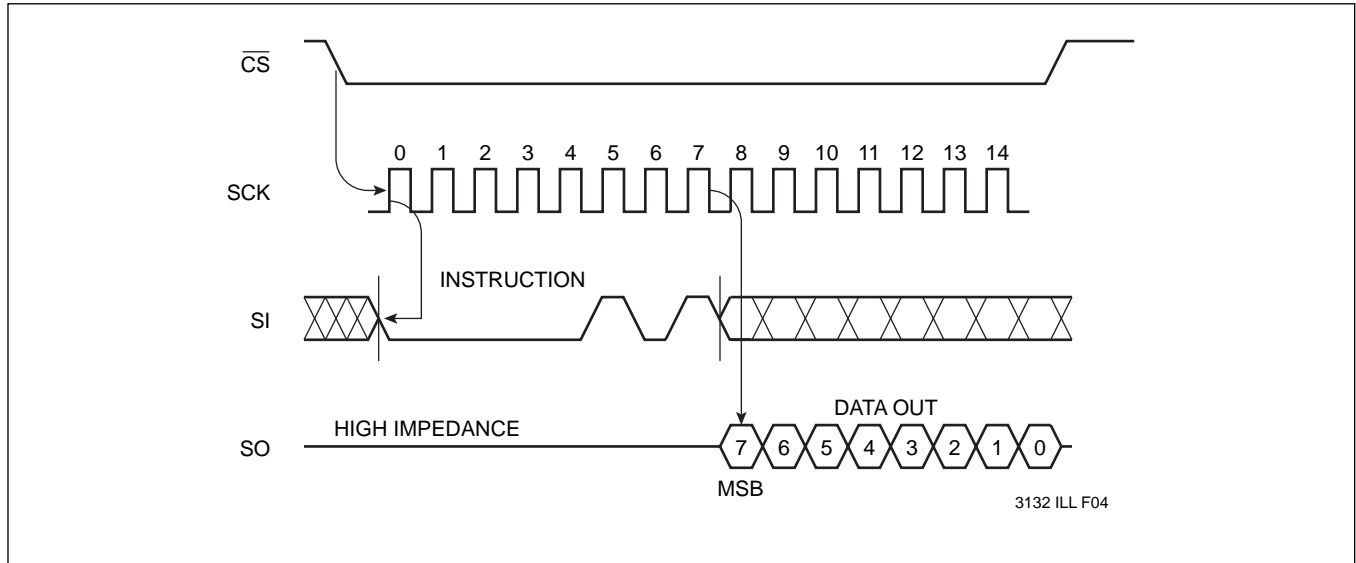 CS
0 1 2 3 4 5 6 7 8 9 10 11 12 13 14
SCK
INSTRUCTION
SI
DATA OUT
HIGH IMPEDANCE
SO
7 6 5 4 3 2 1 0
MSB
3132 ILL F04